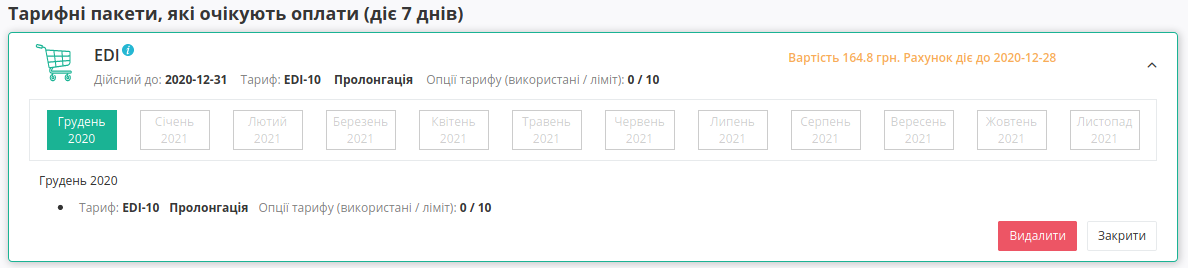 Тарифні пакети, які очікують оплати (діє 7 днів)
EDI i
Вартість 164.8 грн. Рахунок діє до 2020-12-28
Дійсний до: 2020-12-31 Тариф: EDI-10 Пролонгація Опції тарифу (використані / ліміт): 0 / 10
Грудень 2020
Січень 2021
Лютий 2021
Березень 2021
Квітень 2021
Травень 2021
Червень 2021
Липень 2021
Серпень 2021
Вересень 2021
Жовтень 2021
Листопад 2021
Грудень 2020
Тариф: EDI-10 Пролонгація Опції тарифу (використані / ліміт): 0 / 10
Видалити Закрити